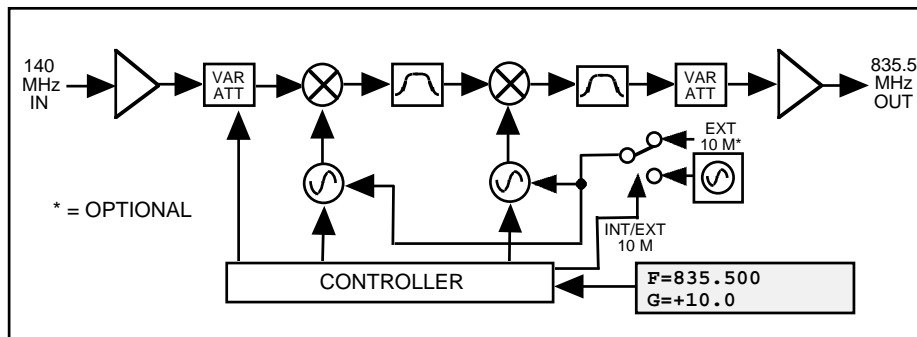 140
MHz
IN
VAR
ATT
VAR
ATT
835.5
MHz
OUT
EXT
10 M*
* = OPTIONAL
INT/EXT
10 M
CONTROLLER
F=835.500
G=+10.0